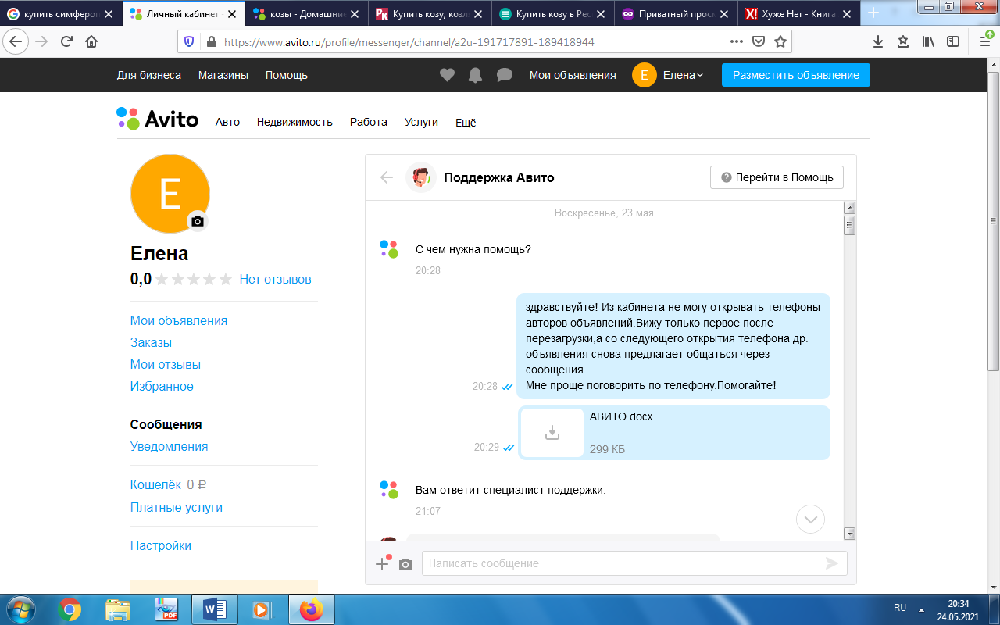 купить симфероп
Личный кабинет -
козы - Домашние
Купить козу, козл
Купить козу в Рес
Приватный просм
Хуже Нет - Книга
https://www.avito.ru/profile/messenger/channel/a2u-191717891-189418944
Для бизнеса Магазины Помощь Мои объявления Е Елена Разместить объявление
Avito Авто Недвижимость Работа Услуги Ещё
Е
Елена
0,0 Нет отзывов
Мои объявления
Заказы
Мои отзывы
Избранное
Сообщения
Уведомления
Кошелёк 0 ₽
Платные услуги
Настройки
Поддержка Авито Перейти в Помощь
Воскресенье, 23 мая
С чем нужна помощь?
20:28
здравствуйте! Из кабинета не могу открывать телефоны
авторов объявлений.Вижу только первое после
перезагрузки,а со следующего открытия телефона др.
объявления снова предлагает общаться через
сообщения.
Мне проще поговорить по телефону.Помогайте!
20:28
АВИТО.docx
299 КБ
20:29
Вам ответит специалист поддержки.
21:07
Написать сообщение
RU 20:34
24.05.2021